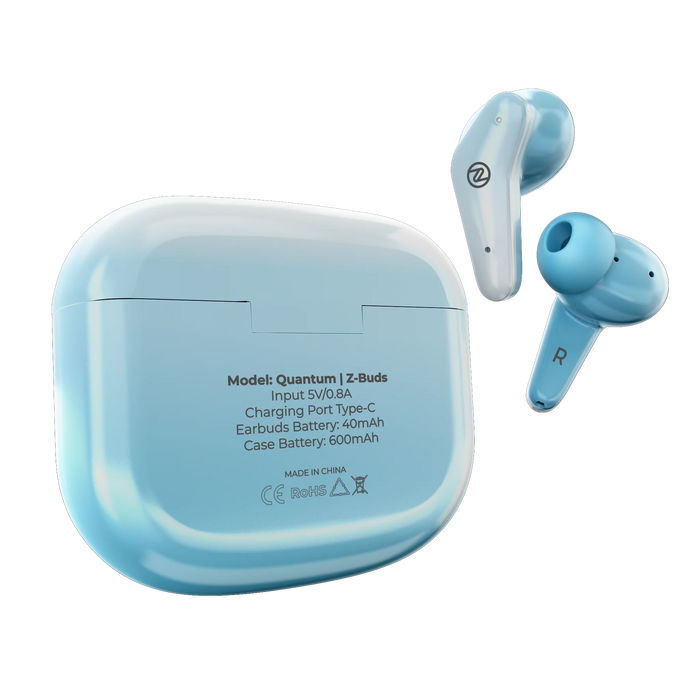 Model: Quantum | Z-Buds
Input 5V/0.8A
Charging Port Type-C
Earbuds Battery: 40mAh
Case Battery: 600mAh
MADE IN CHINA
CE RoHS
R